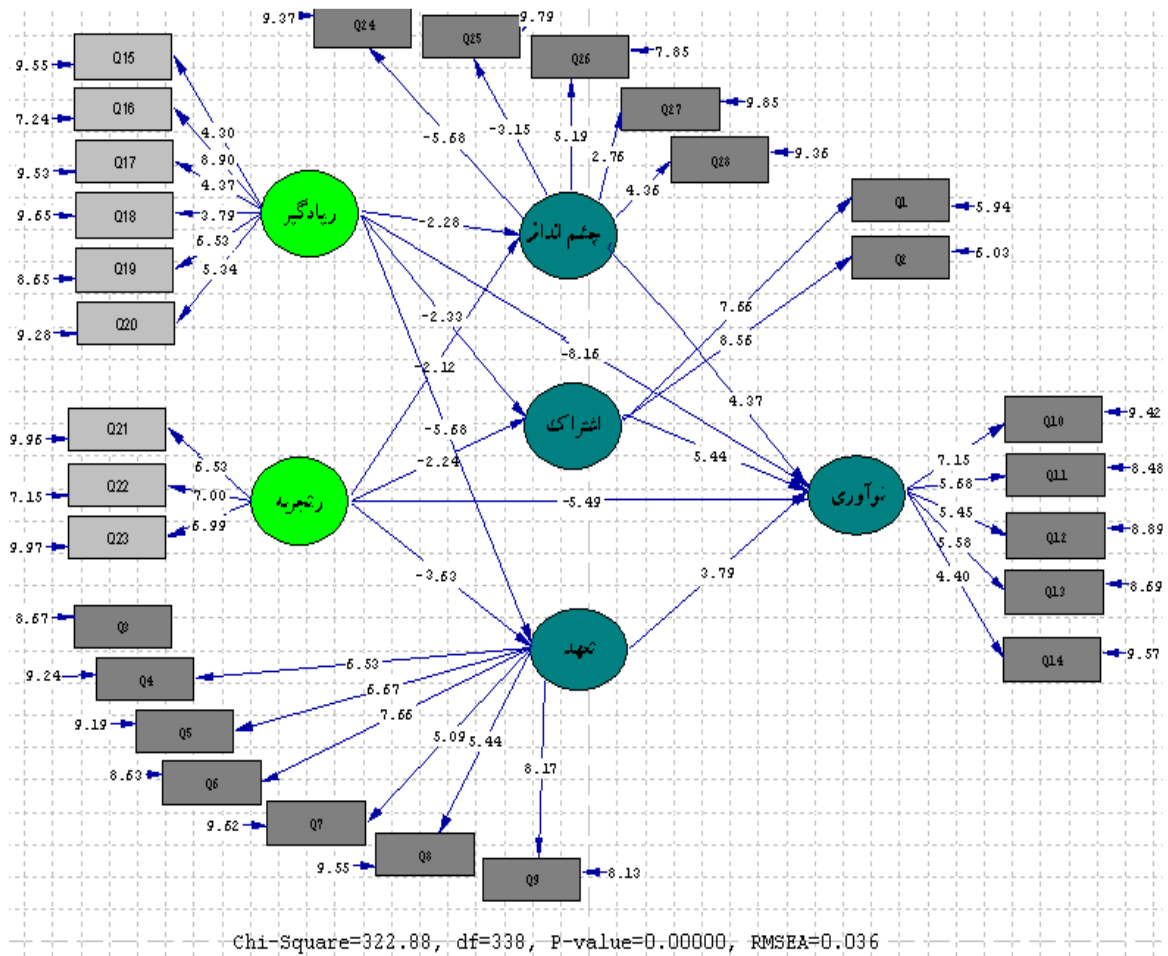 9.37
Q24
Q25
9.79
Q26
7.85
Q27
9.85
Q28
9.36
9.55
Q15
7.24
Q16
9.53
Q17
9.65
Q18
8.65
Q19
9.28
Q20
4.30
8.90
4.37
3.79
6.53
5.34
ریادگیر
-5.68
-3.15
5.19
2.76
4.36
چشم انداز
Q1
5.94
Q2
6.03
-2.28
-2.33
-2.12
-8.16
7.66
8.56
4.37
-5.68
اشتراک
5.44
-2.24
9.96
Q21
7.15
Q22
9.97
Q23
6.53
7.00
6.99
رتجربه
-5.49
-3.63
3.79
نوآوری
Q10
9.42
Q11
8.48
Q12
8.89
Q13
8.69
Q14
9.57
7.15
5.68
5.45
5.58
4.40
تعهد
8.67
Q3
9.24
Q4
9.19
Q5
8.63
Q6
9.62
Q7
9.55
Q8
Q9
8.13
6.53
6.67
7.66
5.09
5.44
8.17
Chi-Square=322.88, df=338, P-value=0.00000, RMSEA=0.036